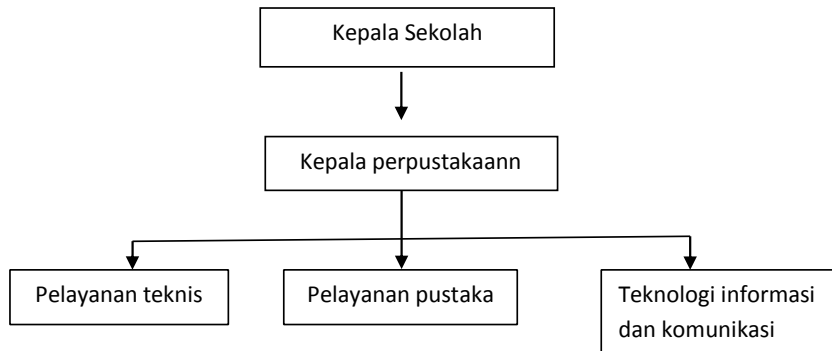 Kepala Sekolah
Kepala perpustakaann
Pelayanan teknis
Pelayanan pustaka
Teknologi informasi
dan komunikasi